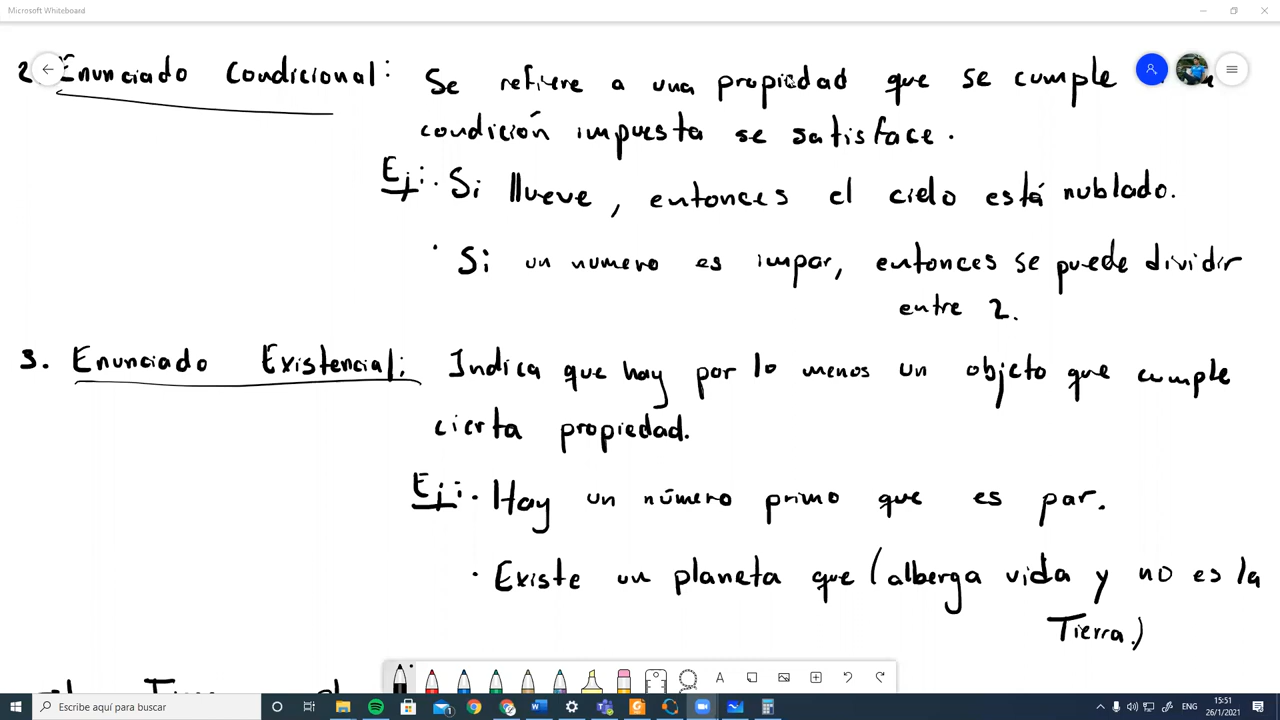 Microsoft Whiteboard
2. Enunciado Condicional: Se refiere a una propiedad que se cumple
condición impuesta se satisface.
Ej: · Si llueve, entonces el cielo está nublado.
· Si un numero es impar, entonces se puede dividir
entre 2.
3. Enunciado Existencial: Indica que hay por lo menos un objeto que cumple
cierta propiedad.
Ej: · Hay un número primo que es par.
· Existe un planeta que (alberga vida y no es la
Tierra.)
Escribe aquí para buscar
15:51
26/1/2021